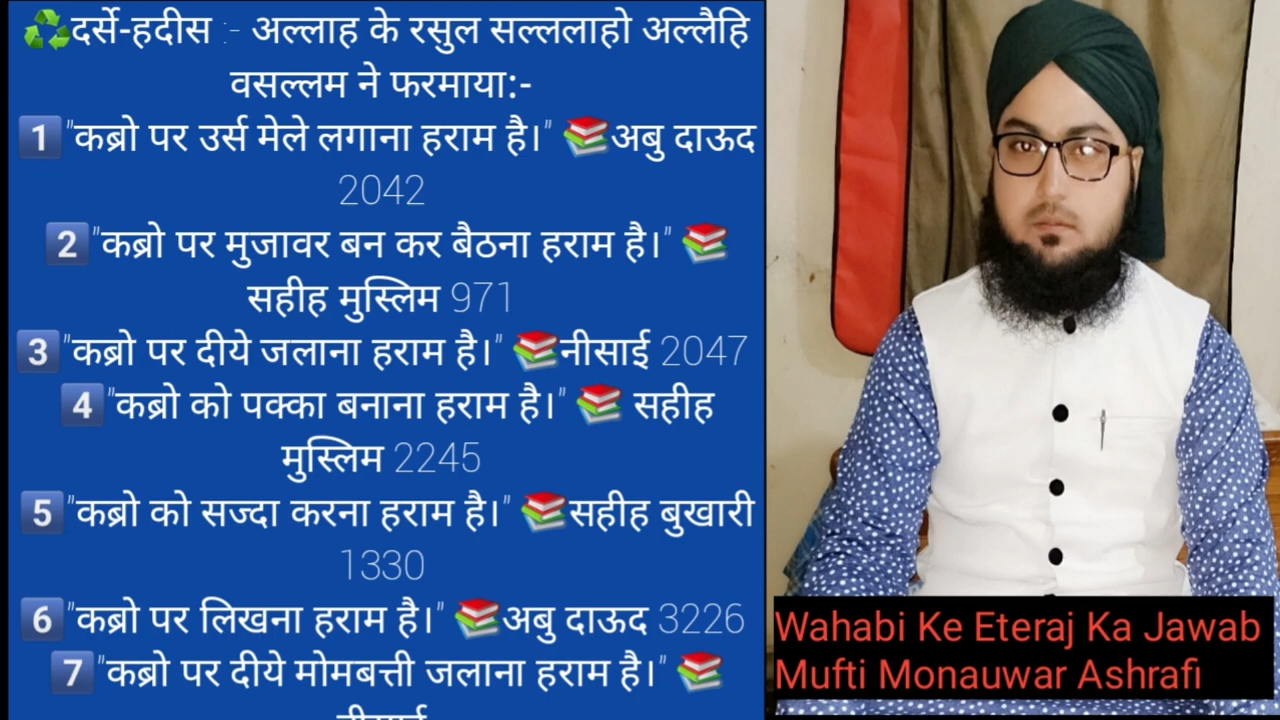 ♻️दर्से-हदीस :- अल्लाह के रसुल सल्ललाहो अल्लैहि
वसल्लम ने फरमाया:-
1️⃣"कब्रो पर उर्स मेले लगाना हराम है।" 📚अबु दाऊद
2042
2️⃣"कब्रो पर मुजावर बन कर बैठना हराम है।" 📚
सहीह मुस्लिम 971
3️⃣"कब्रो पर दीये जलाना हराम है।" 📚नीसाई 2047
4️⃣"कब्रो को पक्का बनाना हराम है।" 📚 सहीह
मुस्लिम 2245
5️⃣"कब्रो को सज्दा करना हराम है।" 📚सहीह बुखारी
1330
6️⃣"कब्रो पर लिखना हराम है।" 📚अबु दाऊद 3226
7️⃣"कब्रो पर दीये मोमबत्ती जलाना हराम है।" 📚
Wahabi Ke Eteraj Ka Jawab
Mufti Monauwar Ashrafi